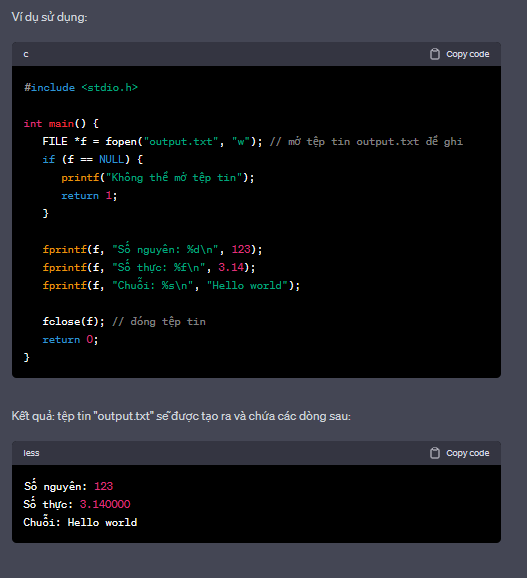 Ví dụ sử dụng:
c
Copy code
#include <stdio.h>
int main() {
FILE *f = fopen("output.txt", "w"); // mở tệp tin output.txt để ghi
if (f == NULL) {
printf("Không thể mở tệp tin");
return 1;
}
fprintf(f, "Số nguyên: %d\n", 123);
fprintf(f, "Số thực: %f\n", 3.14);
fprintf(f, "Chuỗi: %s\n", "Hello world");
fclose(f); // đóng tệp tin
return 0;
}
Kết quả: tệp tin "output.txt" sẽ được tạo ra và chứa các dòng sau:
less
Copy code
Số nguyên: 123
Số thực: 3.140000
Chuỗi: Hello world